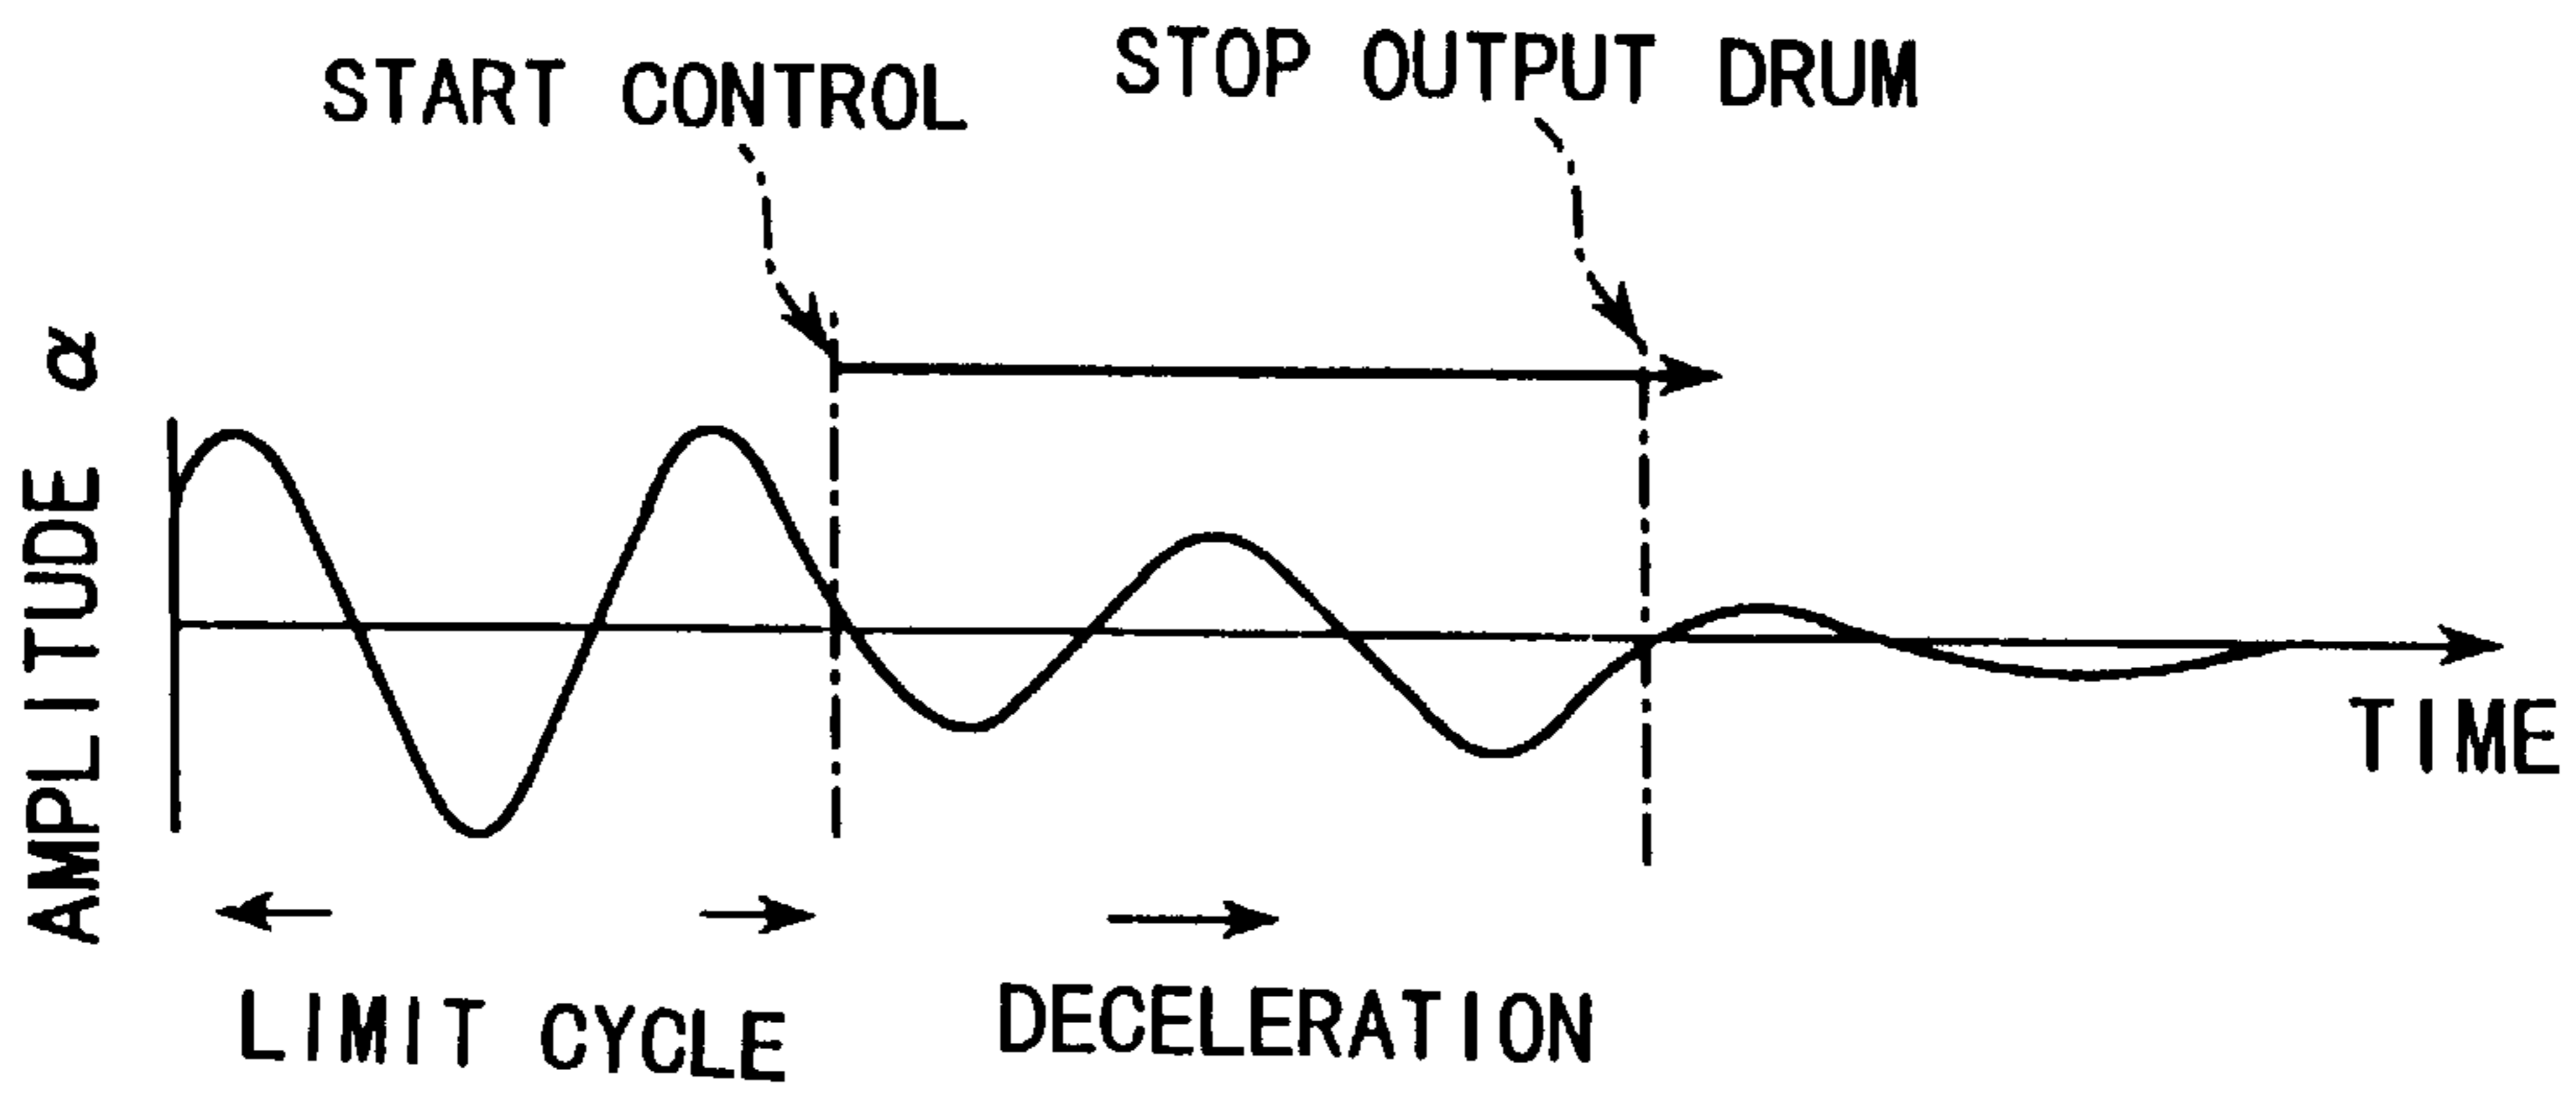 START CONTROL
STOP OUTPUT DRUM
AMPLITUDE α
TIME
LIMIT CYCLE
DECELERATION